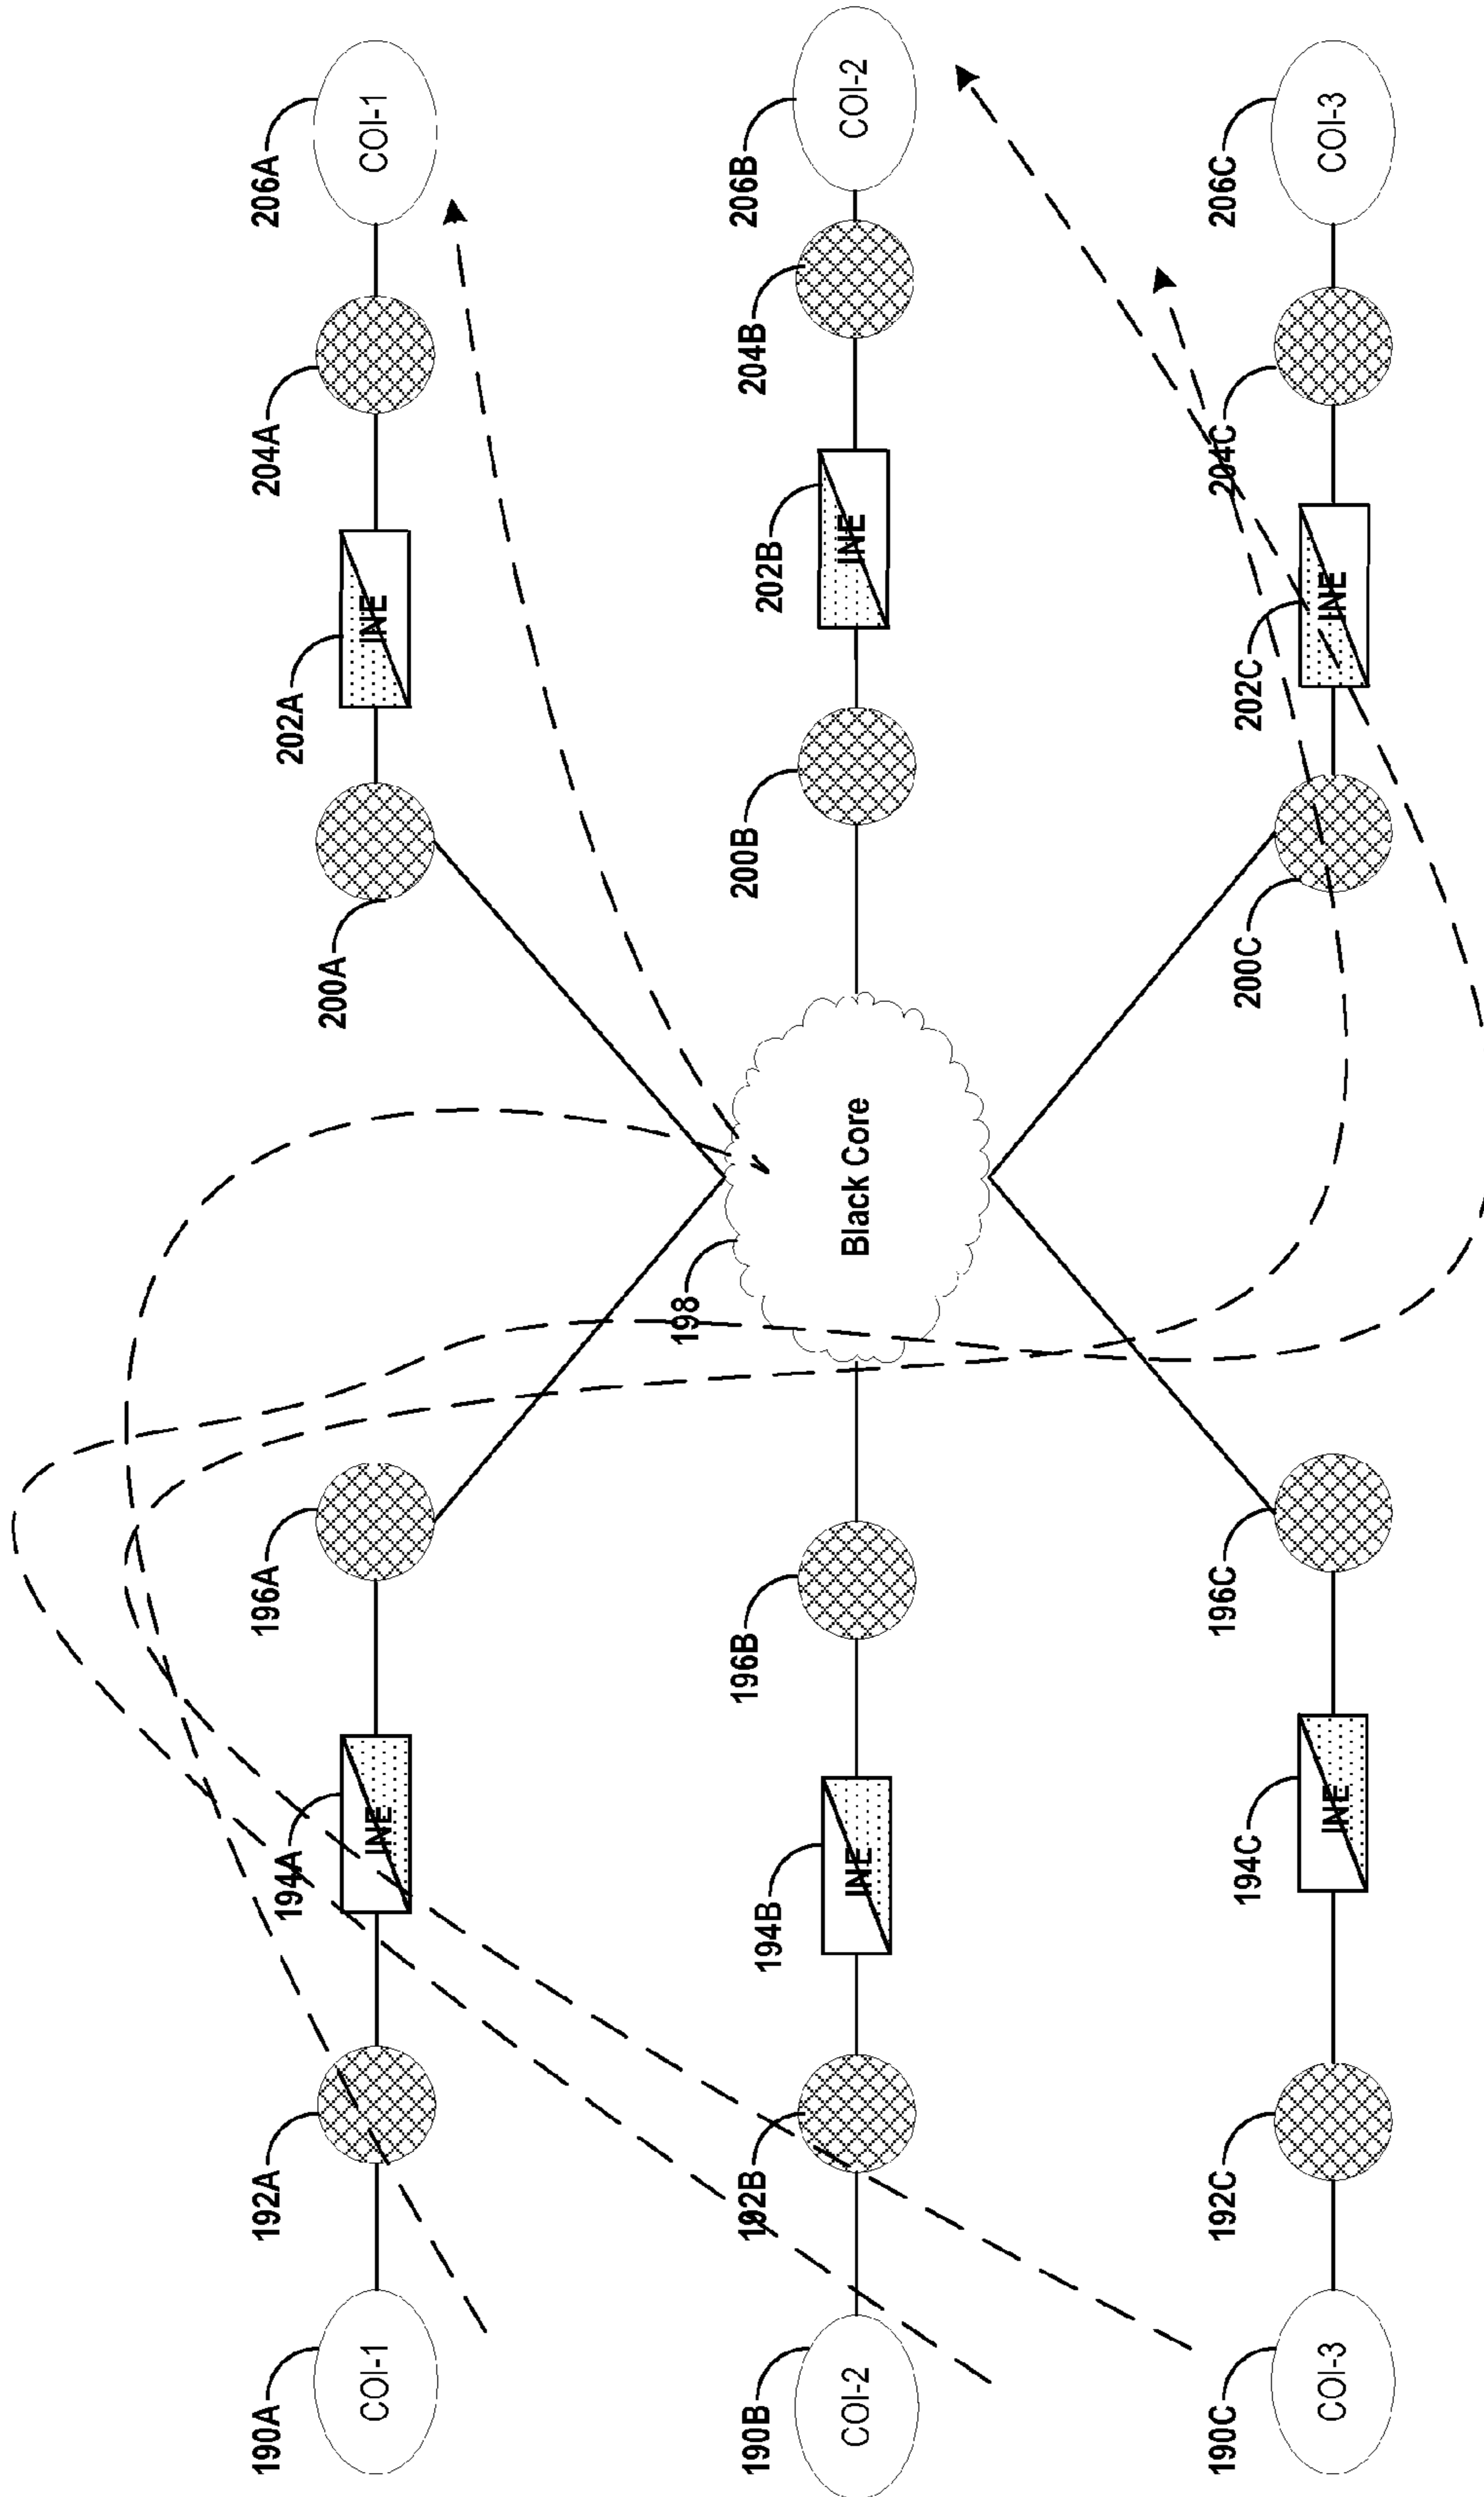 190A
COI-1
192A
194A
INE
196A
200A
202A
INE
204A
206A
COI-1
190B
COI-2
192B
194B
INE
196B
198
Black Core
200B
202B
INE
204B
206B
COI-2
190C
COI-3
192C
194C
INE
196C
200C
202C
INE
204C
206C
COI-3